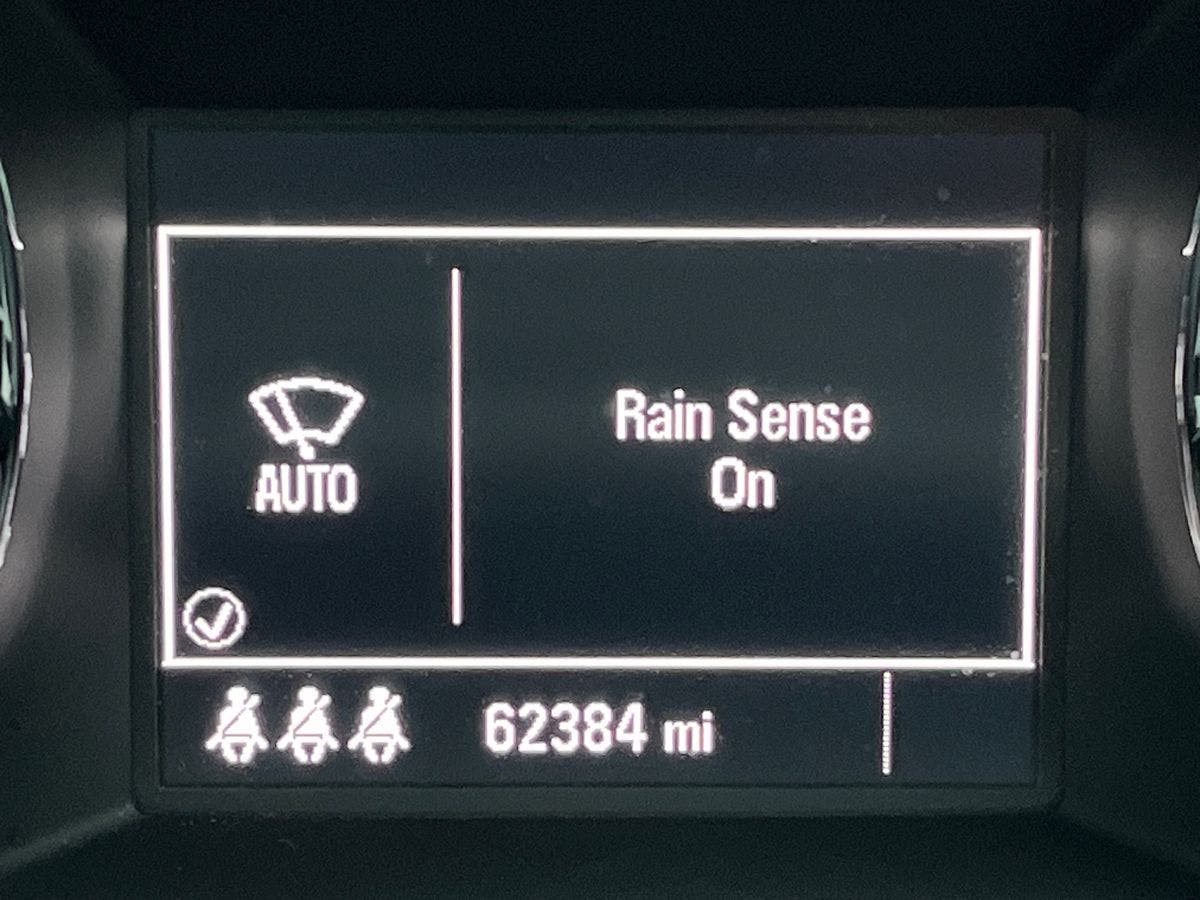 AUTO
Rain Sense
On
62384 mi